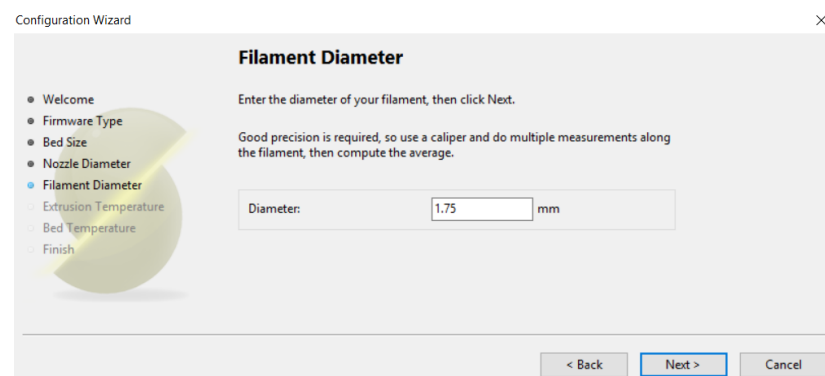 Configuration Wizard
Filament Diameter
Welcome
Firmware Type
Bed Size
Nozzle Diameter
Filament Diameter
Extrusion Temperature
Bed Temperature
Finish
Enter the diameter of your filament, then click Next.
Good precision is required, so use a caliper and do multiple measurements along
the filament, then compute the average.
Diameter: 1.75 mm
< Back Next > Cancel